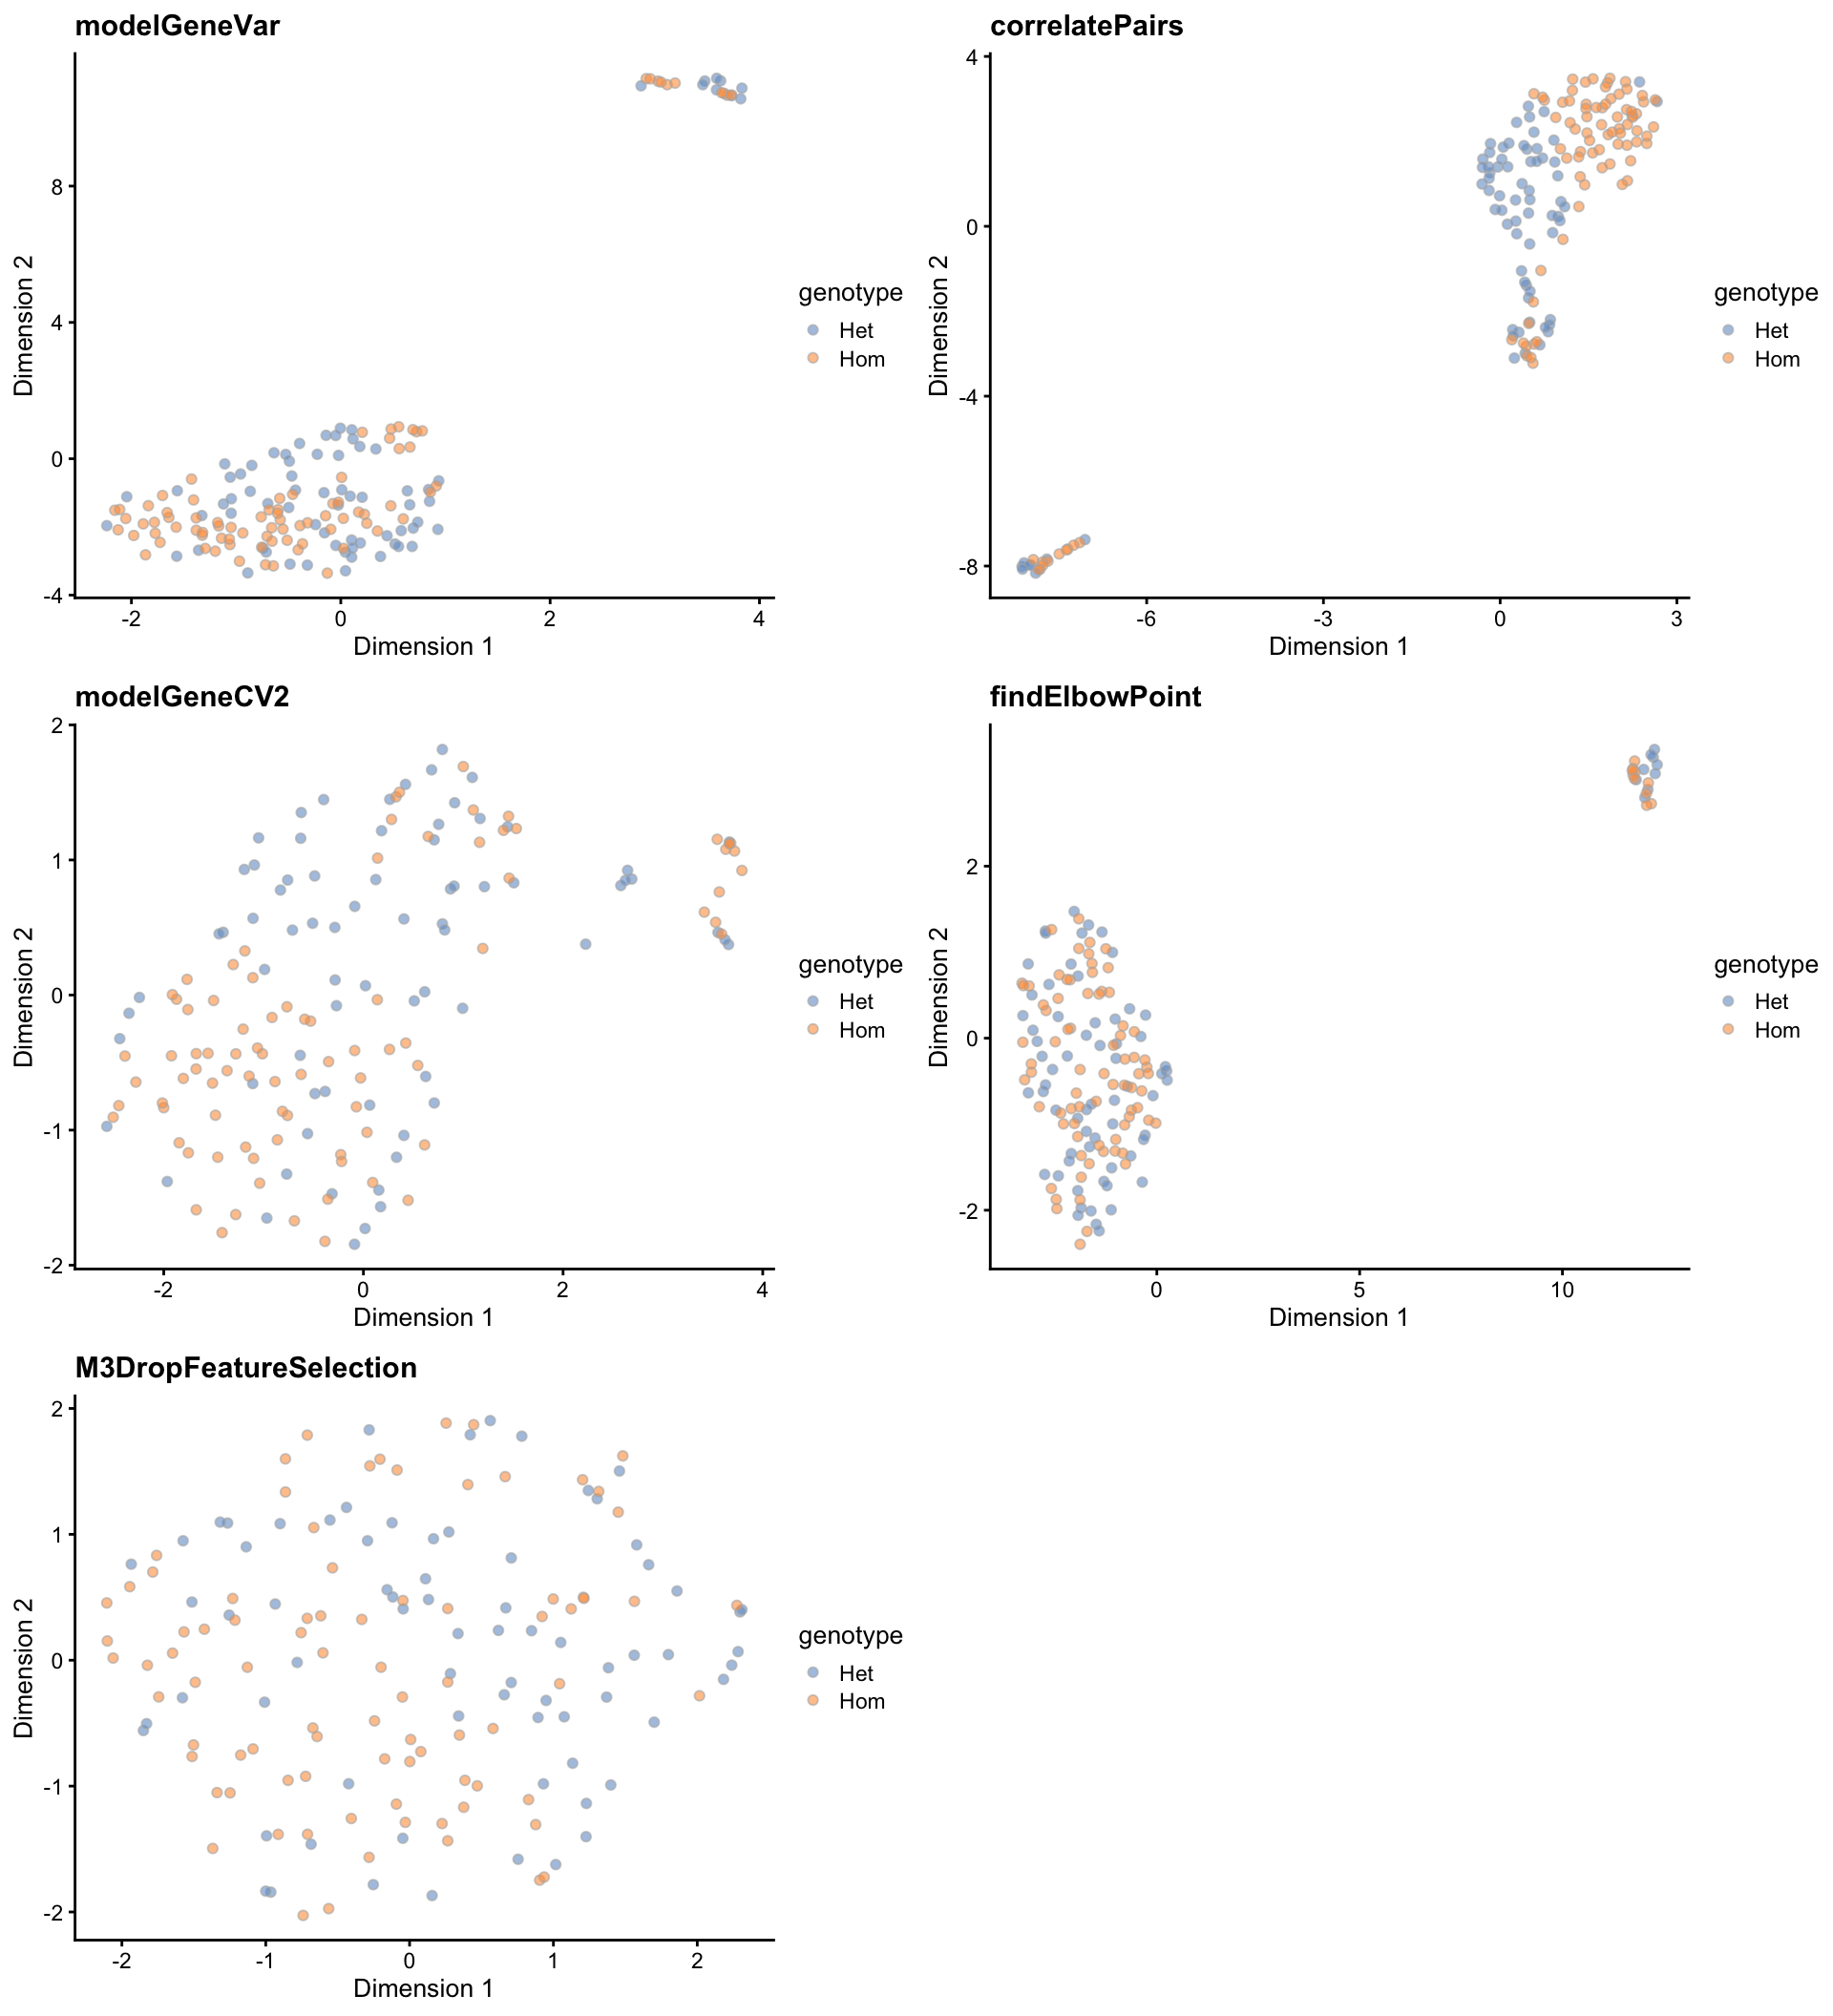 modelGeneVar
8
4
0
-4
-2 0 2 4
Dimension 1
Dimension 2
genotype
Het
Hom
correlatePairs
4
0
-4
-8
-6 -3 0 3
Dimension 1
Dimension 2
genotype
Het
Hom
modelGeneCV2
2
1
0
-1
-2
-2 0 2 4
Dimension 1
Dimension 2
genotype
Het
Hom
findElbowPoint
2
0
-2
0 5 10
Dimension 1
Dimension 2
genotype
Het
Hom
M3DropFeatureSelection
2
1
0
-1
-2
-2 -1 0 1 2
Dimension 1
Dimension 2
genotype
Het
Hom